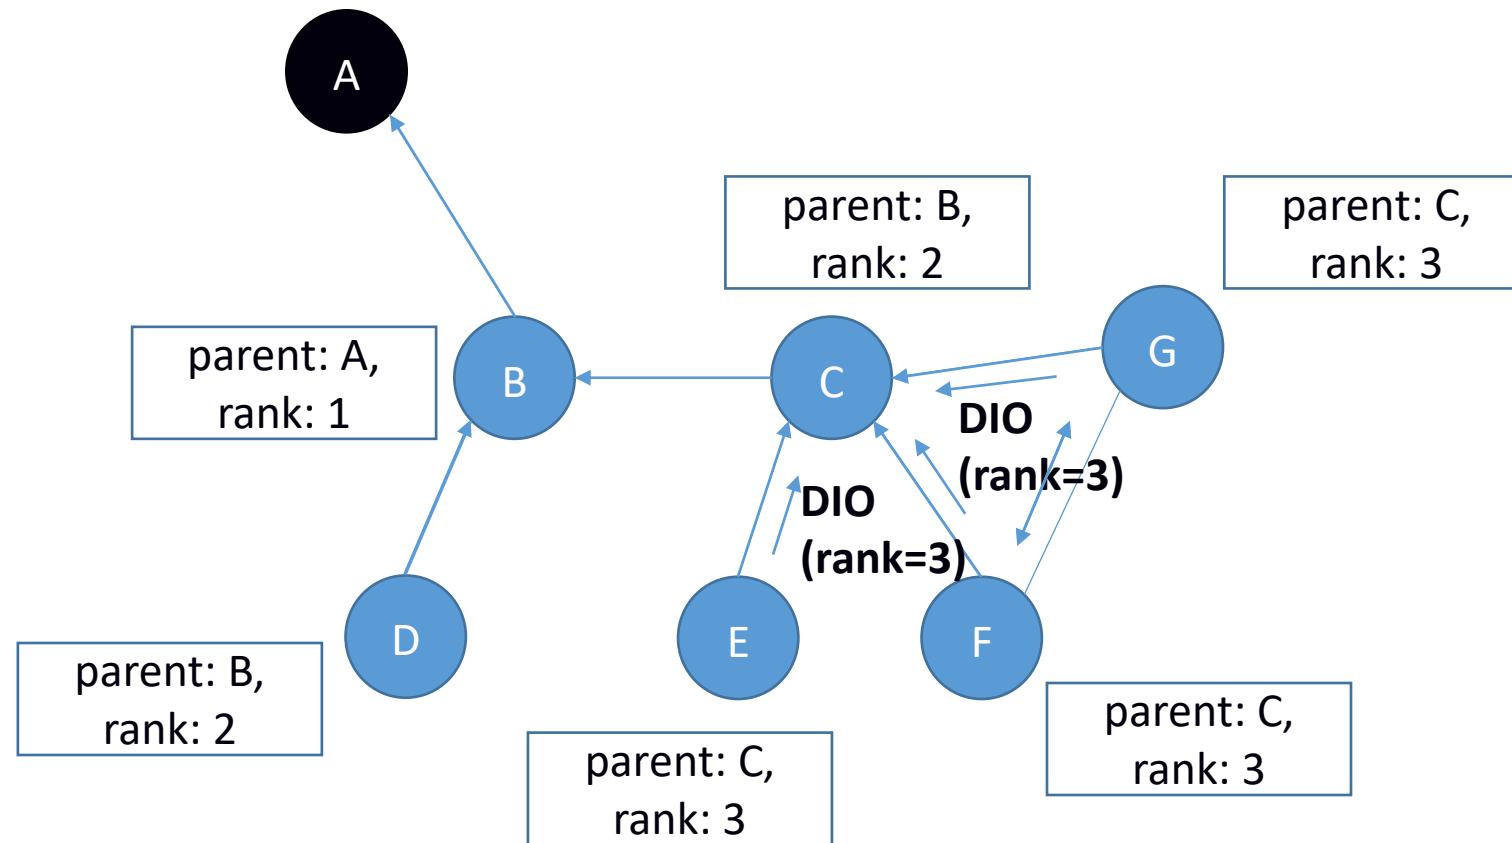 A
parent: B,
rank: 2
parent: C,
rank: 3
parent: A,
rank: 1
B
C
G
DIO
(rank=3)
DIO
(rank=3)
D
E
F
parent: B,
rank: 2
parent: C,
rank: 3
parent: C,
rank: 3